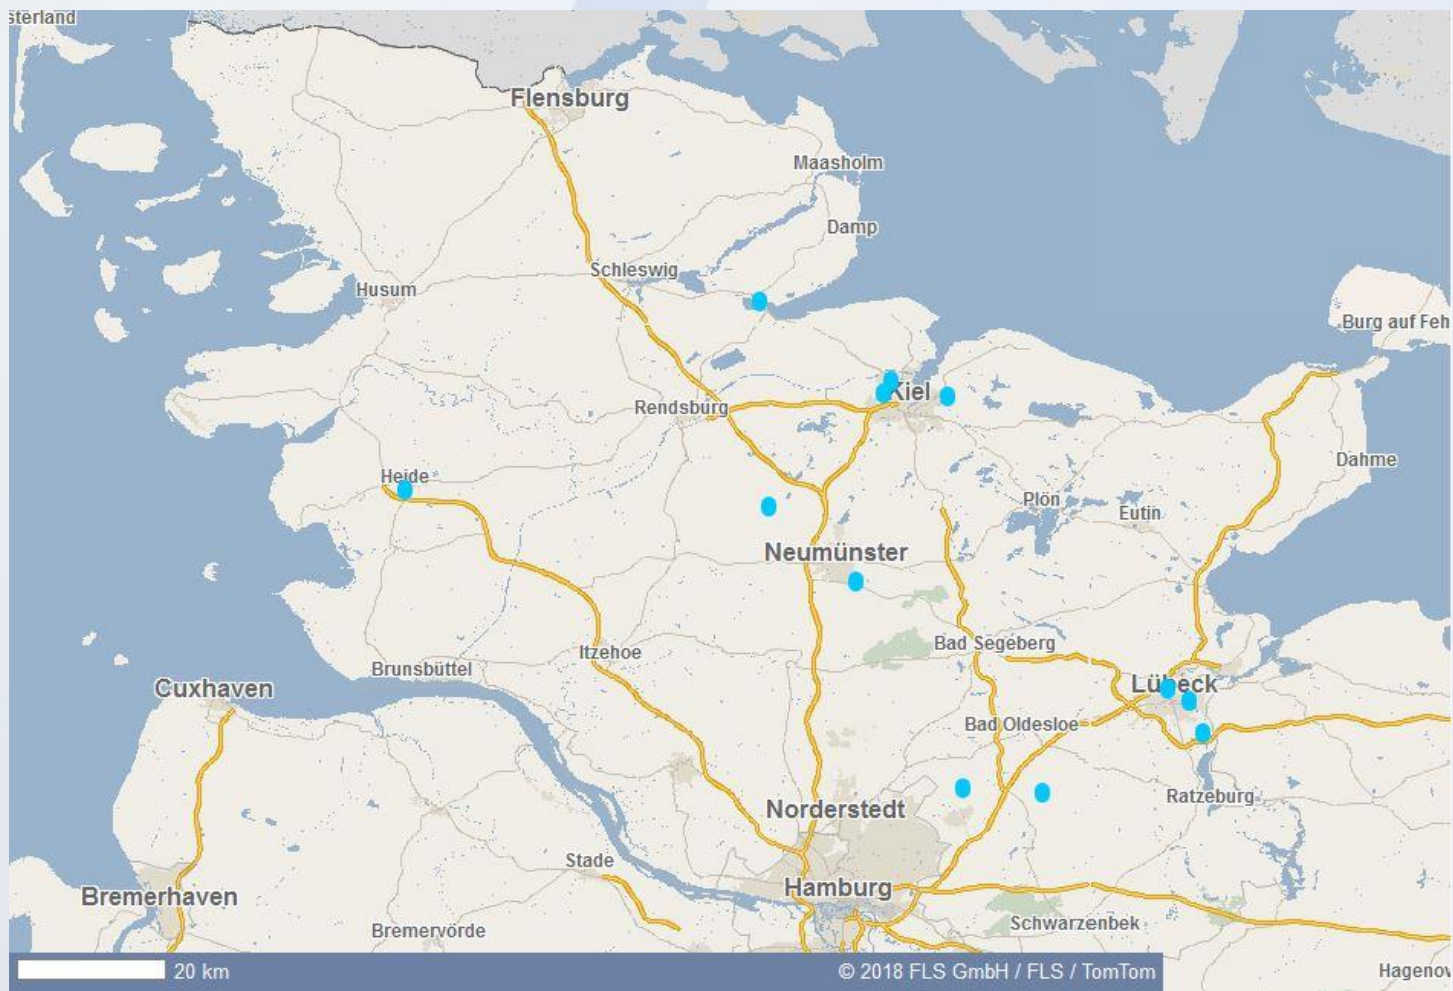 sterland
Flensburg
Maasholm
Damp
Schleswig
Husum
Burg auf Feh
Kiel
Rendsburg
Dahme
Heide
Plön
Eutin
Neumünster
Bad Segeberg
Itzehoe
Brunsbüttel
Cuxhaven
Lübeck
Bad Oldesloe
Ratzeburg
Norderstedt
Stade
Hamburg
Bremerhaven
Schwarzenbek
Bremervörde
20 km
© 2018 FLS GmbH / FLS / TomTom
Hagenov